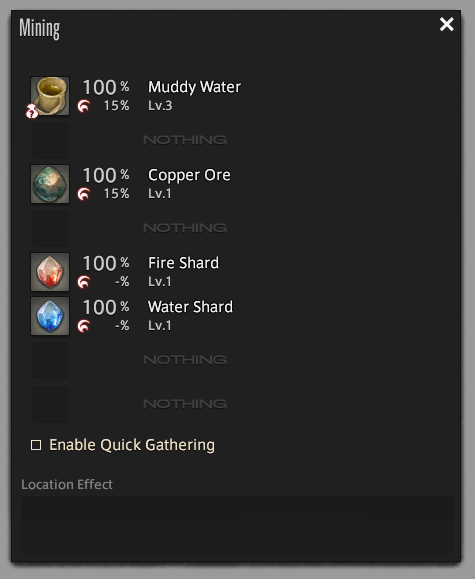 Mining
100 % Muddy Water
? 15% Lv.3
NOTHING
100 % Copper Ore
15% Lv.1
NOTHING
100 % Fire Shard
-% Lv.1
100 % Water Shard
-% Lv.1
NOTHING
NOTHING
Enable Quick Gathering
Location Effect